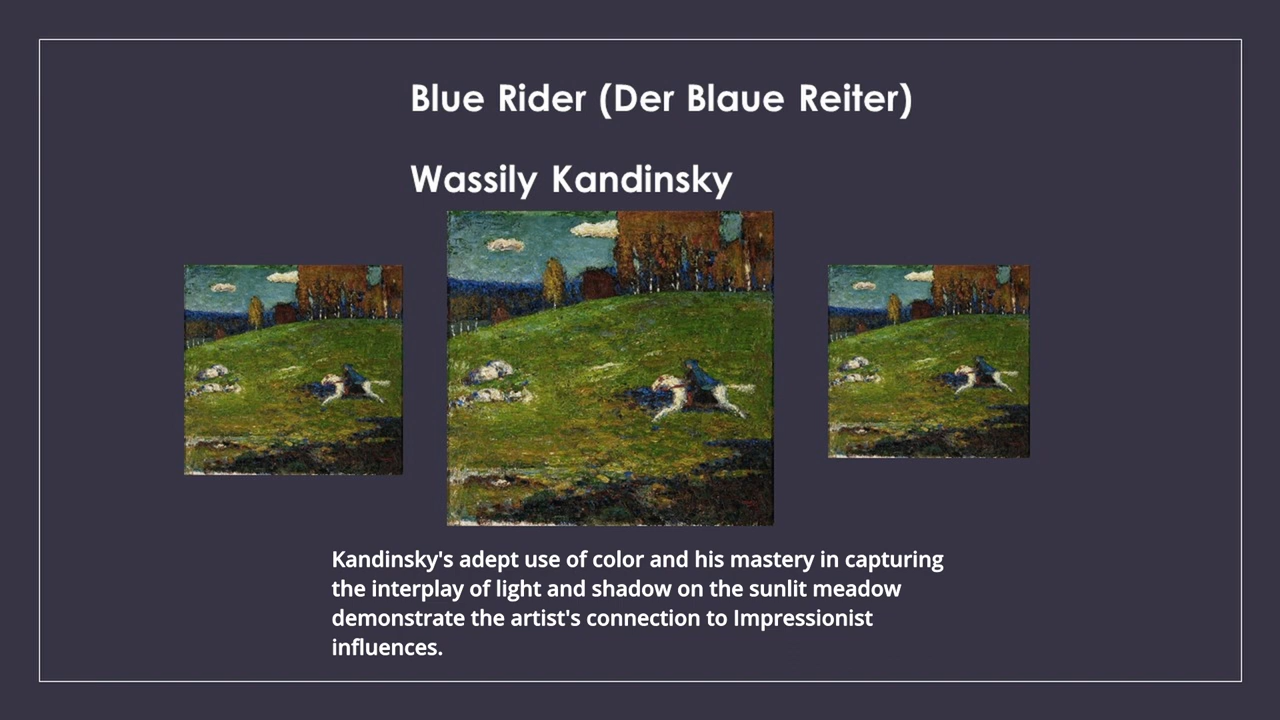 Blue Rider (Der Blaue Reiter)
Wassily Kandinsky
Kandinsky's adept use of color and his mastery in capturing
the interplay of light and shadow on the sunlit meadow
demonstrate the artist's connection to Impressionist
influences.